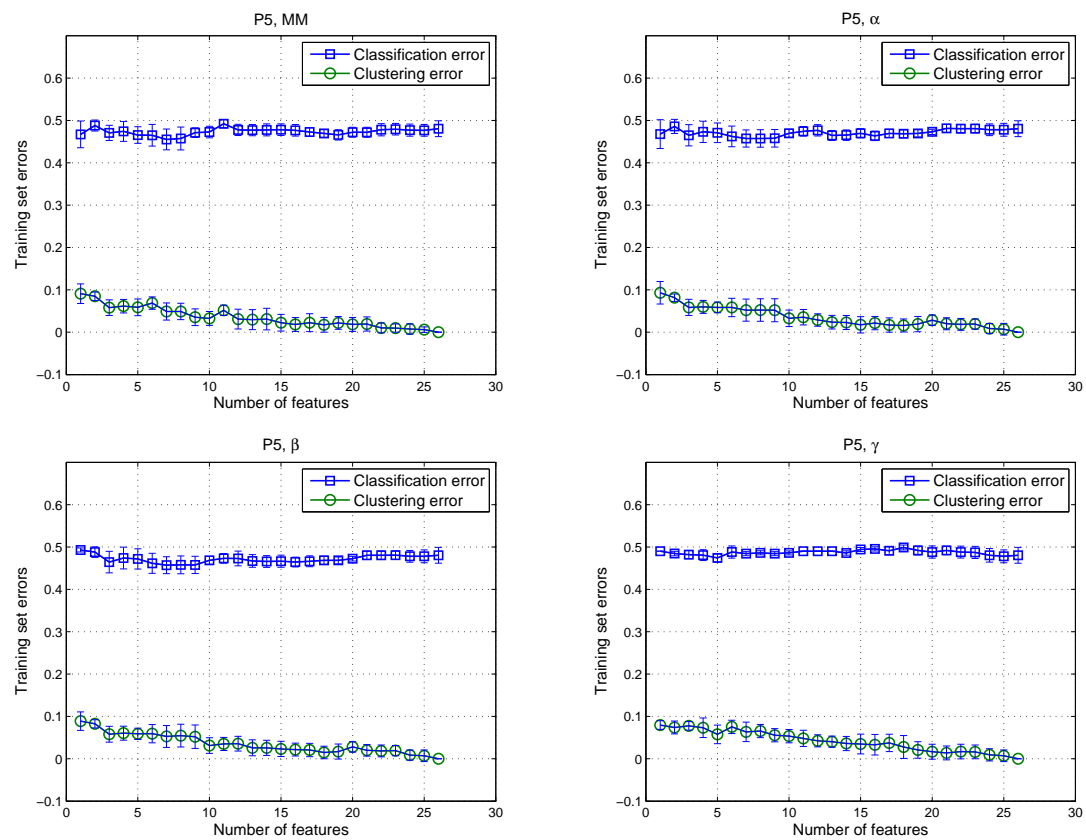 P5, MM
Classification error
Clustering error
Training set errors
0.6
0.5
0.4
0.3
0.2
0.1
0
−0.1
0 5 10 15 20 25 30
Number of features
P5, α
Classification error
Clustering error
Training set errors
0.6
0.5
0.4
0.3
0.2
0.1
0
−0.1
0 5 10 15 20 25 30
Number of features
P5, β
Classification error
Clustering error
Training set errors
0.6
0.5
0.4
0.3
0.2
0.1
0
−0.1
0 5 10 15 20 25 30
Number of features
P5, γ
Classification error
Clustering error
Training set errors
0.6
0.5
0.4
0.3
0.2
0.1
0
−0.1
0 5 10 15 20 25 30
Number of features